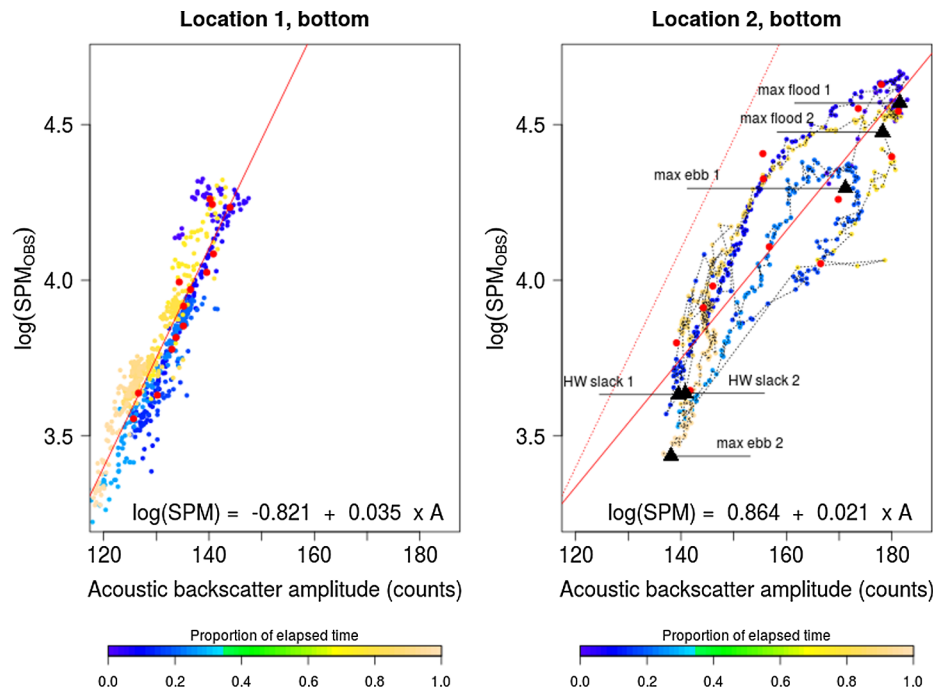 Location 1, bottom
Location 2, bottom
log(SPM_OBS)
4.5
4.0
3.5
log(SPM) = -0.821 + 0.035 x A
120 140 160 180
Acoustic backscatter amplitude (counts)
Proportion of elapsed time
0.0 0.2 0.4 0.6 0.8 1.0
log(SPM_OBS)
4.5
4.0
3.5
max flood 1
max flood 2
max ebb 1
HW slack 1
HW slack 2
max ebb 2
log(SPM) = 0.864 + 0.021 x A
120 140 160 180
Acoustic backscatter amplitude (counts)
Proportion of elapsed time
0.0 0.2 0.4 0.6 0.8 1.0